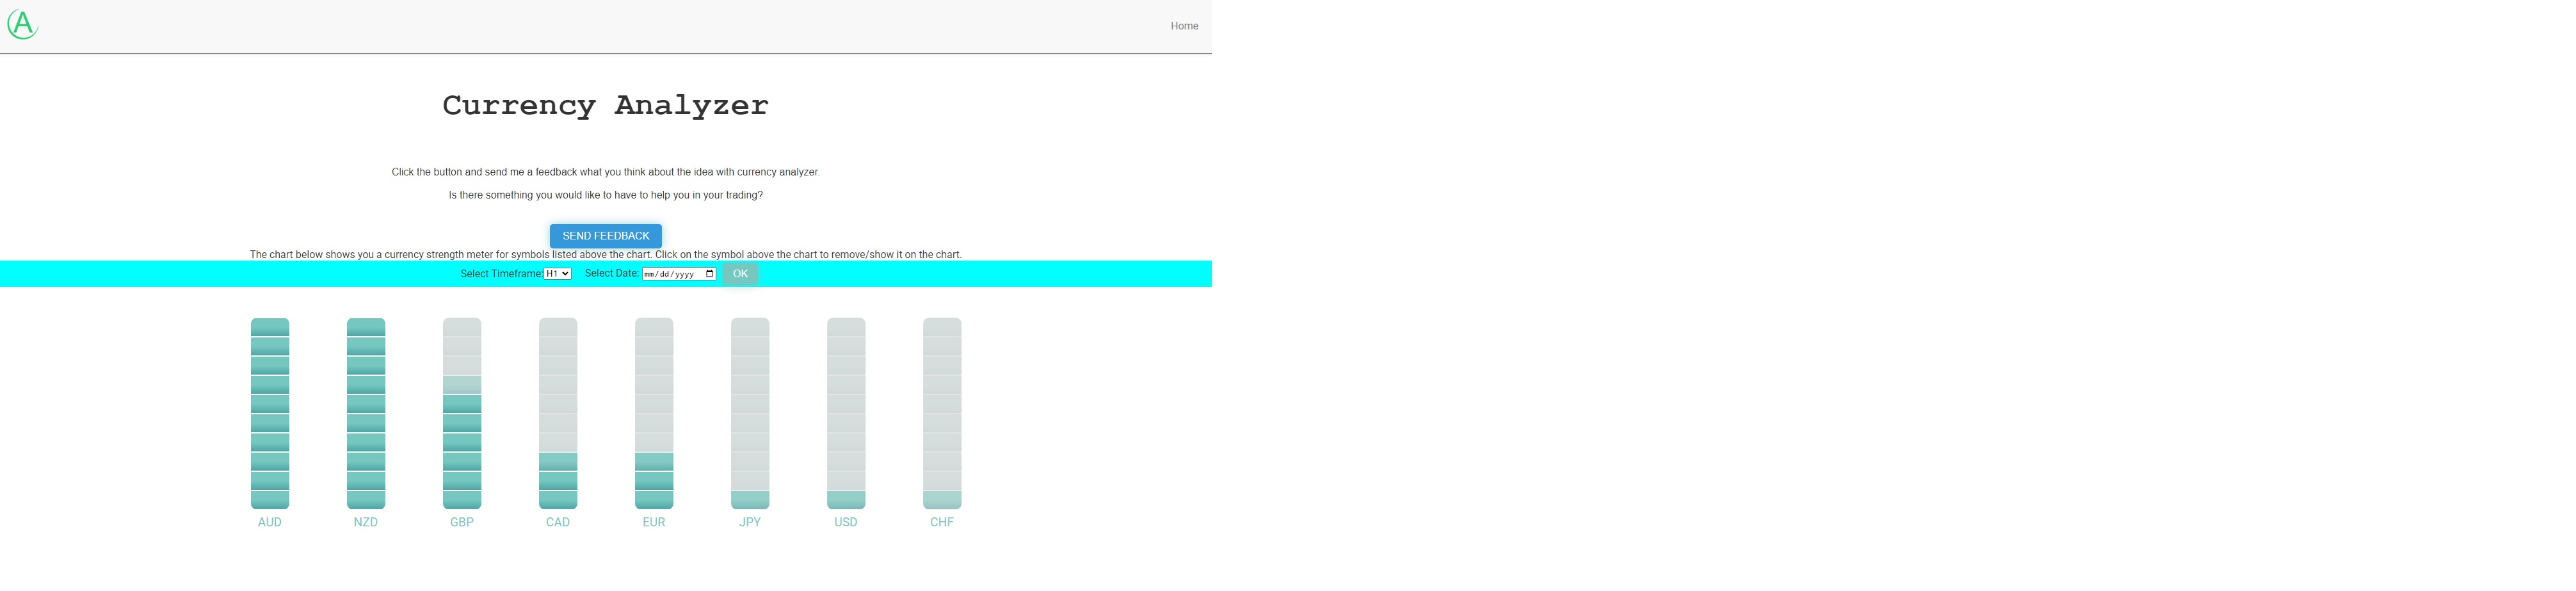 A
Home
Currency Analyzer
Click the button and send me a feedback what you think about the idea with currency analyzer.
Is there something you would like to have to help you in your trading?
SEND FEEDBACK
The chart below shows you a currency strength meter for symbols listed above the chart. Click on the symbol above the chart to remove/show it on the chart.
Select Timeframe: H1 Select Date: mm/dd/yyyy OK
AUD NZD GBP CAD EUR JPY USD CHF